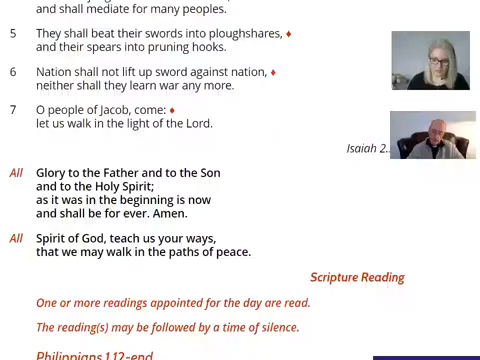 and shall mediate for many peoples.
5 They shall beat their swords into ploughshares, ♦
and their spears into pruning hooks.
6 Nation shall not lift up sword against nation, ♦
neither shall they learn war any more.
7 O people of Jacob, come: ♦
let us walk in the light of the Lord.
Isaiah 2..
All Glory to the Father and to the Son
and to the Holy Spirit;
as it was in the beginning is now
and shall be for ever. Amen.
All Spirit of God, teach us your ways,
that we may walk in the paths of peace.
Scripture Reading
One or more readings appointed for the day are read.
The reading(s) may be followed by a time of silence.
Philippians 1.12-end